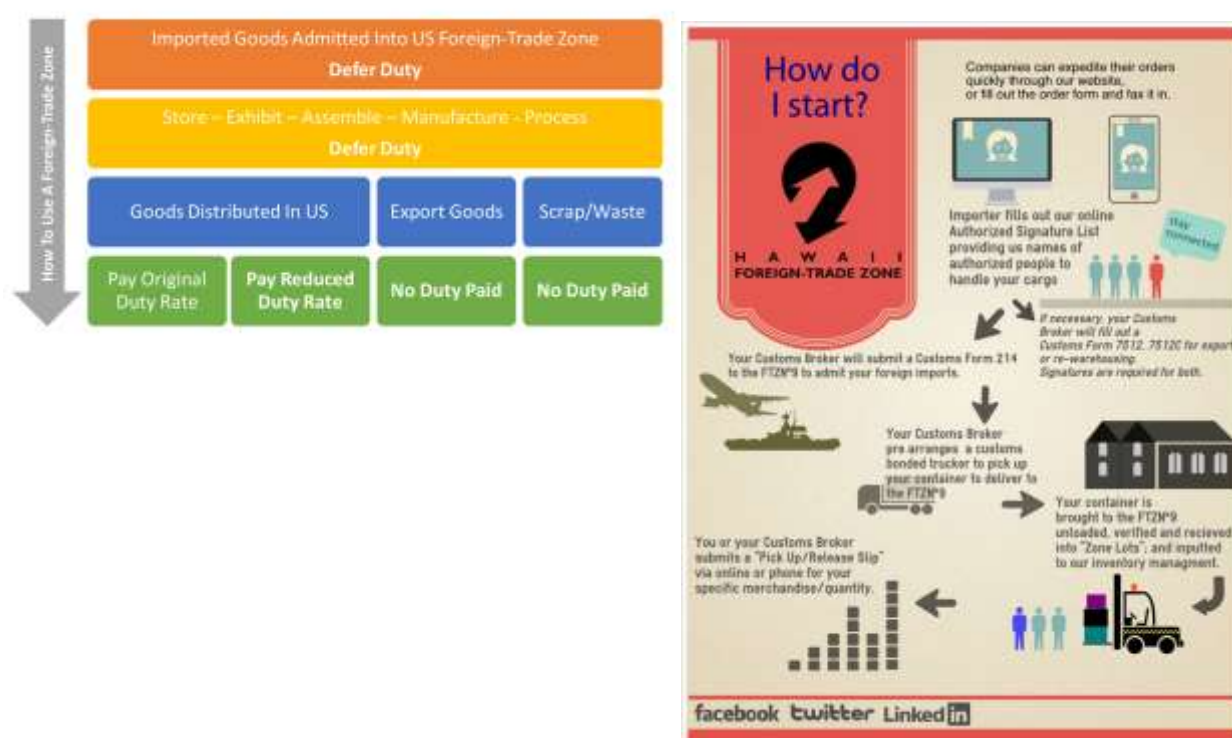 How To Use A Foreign-Trade Zone
Imported Goods Admitted Into US Foreign-Trade Zone
Defer Duty
Store – Exhibit – Assemble – Manufacture - Process
Defer Duty
Goods Distributed In US
Export Goods
Scrap/Waste
Pay Original
Duty Rate
Pay Reduced
Duty Rate
No Duty Paid
No Duty Paid
How do
I start?
HAWAII
FOREIGN-TRADE ZONE
Companies can expedite their orders
quickly through our website,
or fill out the order form and fax it in.
Importer fills out our online
Authorized Signature List
providing us names of
authorized people to
handle your cargo
stay
connected
If necessary, your Customs
Broker will fill out a
Customs Form 7512, 7512C for export
or re-warehousing.
Signatures are required for both.
Your Customs Broker will submit a Customs Form 214
to the FTZNº9 to admit your foreign imports.
Your Customs Broker
pre arranges a customs
bonded trucker to pick up
your container to deliver to
the FTZNº9
Your container is
brought to the FTZNº9
unloaded, verified and recieved
into "Zone Lots"; and inputted
to our inventory managment.
You or your Customs Broker
submits a "Pick Up/Release Slip"
via online or phone for your
specific merchandise/quantity.
facebook twitter Linked in